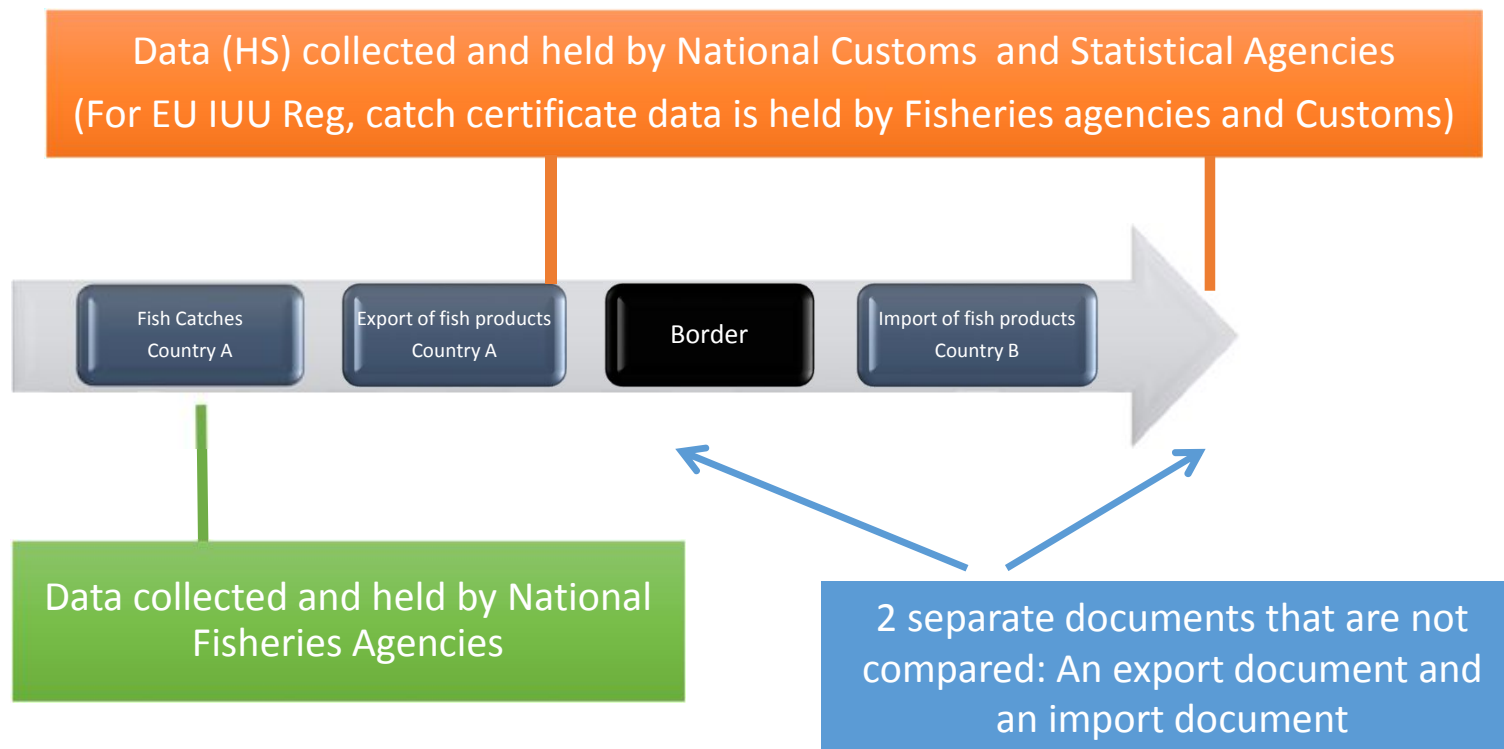 Data (HS) collected and held by National Customs and Statistical Agencies
(For EU IUU Reg, catch certificate data is held by Fisheries agencies and Customs)
Fish Catches
Country A
Export of fish products
Country A
Border
Import of fish products
Country B
Data collected and held by National
Fisheries Agencies
2 separate documents that are not
compared: An export document and
an import document